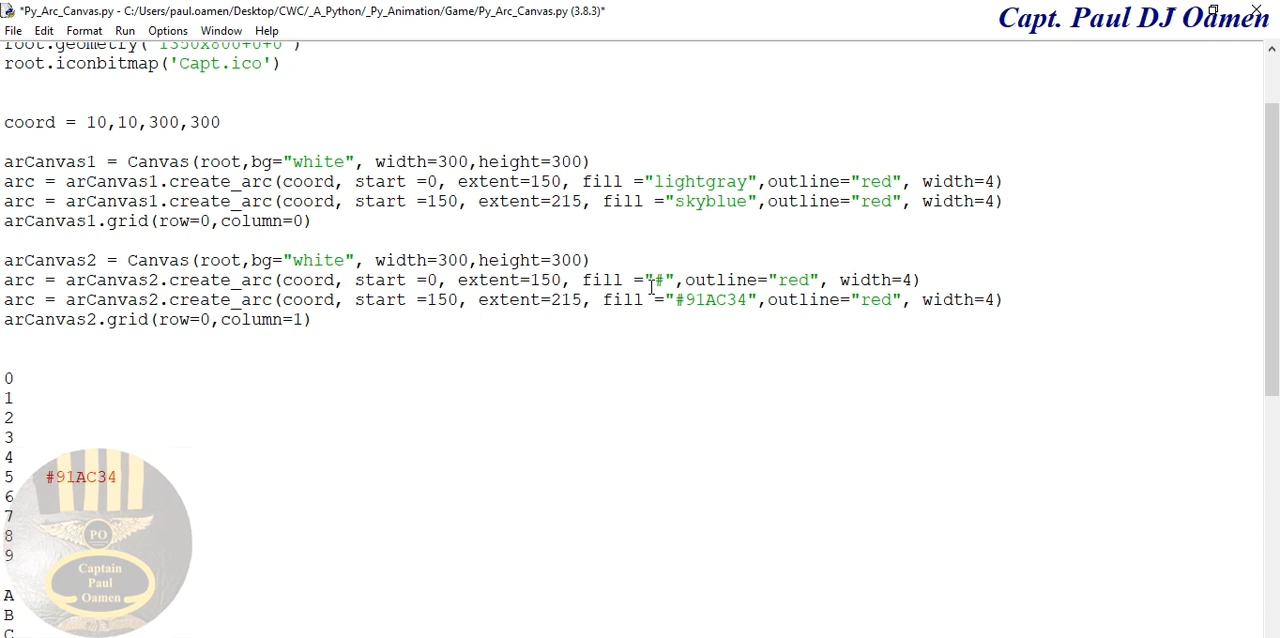 *Py_Arc_Canvas.py - C:/Users/paul.oamen/Desktop/CWC/_A_Python/_Py_Animation/Game/Py_Arc_Canvas.py (3.8.3)*
Capt. Paul DJ Oamen
File Edit Format Run Options Window Help
root.geometry("1350x800+0+0")
root.iconbitmap('Capt.ico')
coord = 10,10,300,300
arCanvas1 = Canvas(root,bg="white", width=300,height=300)
arc = arCanvas1.create_arc(coord, start =0, extent=150, fill ="lightgray",outline="red", width=4)
arc = arCanvas1.create_arc(coord, start =150, extent=215, fill ="skyblue",outline="red", width=4)
arCanvas1.grid(row=0,column=0)
arCanvas2 = Canvas(root,bg="white", width=300,height=300)
arc = arCanvas2.create_arc(coord, start =0, extent=150, fill ="#",outline="red", width=4)
arc = arCanvas2.create_arc(coord, start =150, extent=215, fill ="#91AC34",outline="red", width=4)
arCanvas2.grid(row=0,column=1)
0
1
2
3
4
5 #91AC34
6
7
8
9
PO
Captain
Paul
Oamen
A
B
C